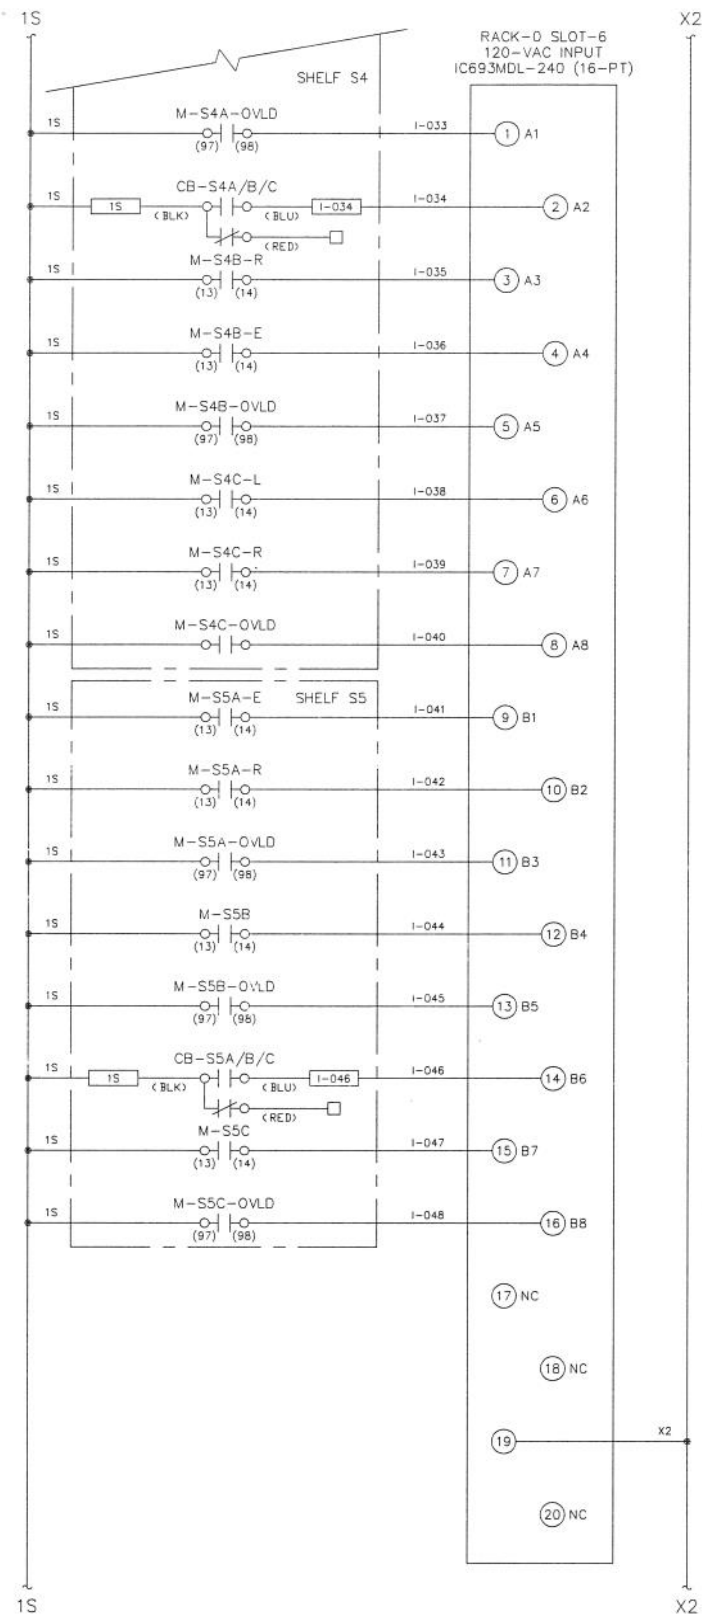 1S
X2
RACK-0 SLOT-6
120-VAC INPUT
IC693MDL-240 (16-PT)
SHELF S4
M-S4A-OVLD
1S
(97) (98)
I-033
1 A1
CB-S4A/B/C
1S
1S
(BLK)
(BLU)
I-034
I-034
2 A2
(RED)
M-S4B-R
1S
(13) (14)
I-035
3 A3
M-S4B-E
1S
(13) (14)
I-036
4 A4
M-S4B-OVLD
1S
(97) (98)
I-037
5 A5
M-S4C-L
1S
(13) (14)
I-038
6 A6
M-S4C-R
1S
(13) (14)
I-039
7 A7
M-S4C-OVLD
1S
I-040
8 A8
SHELF S5
M-S5A-E
1S
(13) (14)
I-041
9 B1
M-S5A-R
1S
(13) (14)
I-042
10 B2
M-S5A-OVLD
1S
(97) (98)
I-043
11 B3
M-S5B
1S
(13) (14)
I-044
12 B4
M-S5B-OVLD
1S
(97) (98)
I-045
13 B5
CB-S5A/B/C
1S
1S
(BLK)
(BLU)
I-046
I-046
14 B6
(RED)
M-S5C
1S
(13) (14)
I-047
15 B7
M-S5C-OVLD
1S
(97) (98)
I-048
16 B8
17 NC
18 NC
19
X2
20 NC
1S
X2